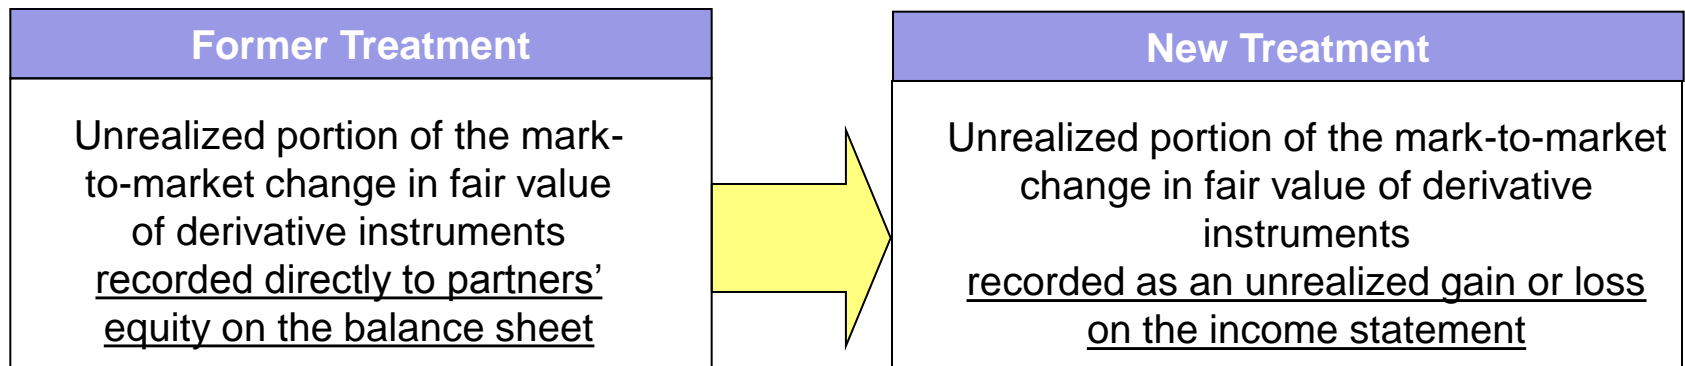 Former Treatment
Unrealized portion of the mark-
to-market change in fair value
of derivative instruments
recorded directly to partners’
equity on the balance sheet
New Treatment
Unrealized portion of the mark-to-market
change in fair value of derivative
instruments
recorded as an unrealized gain or loss
on the income statement